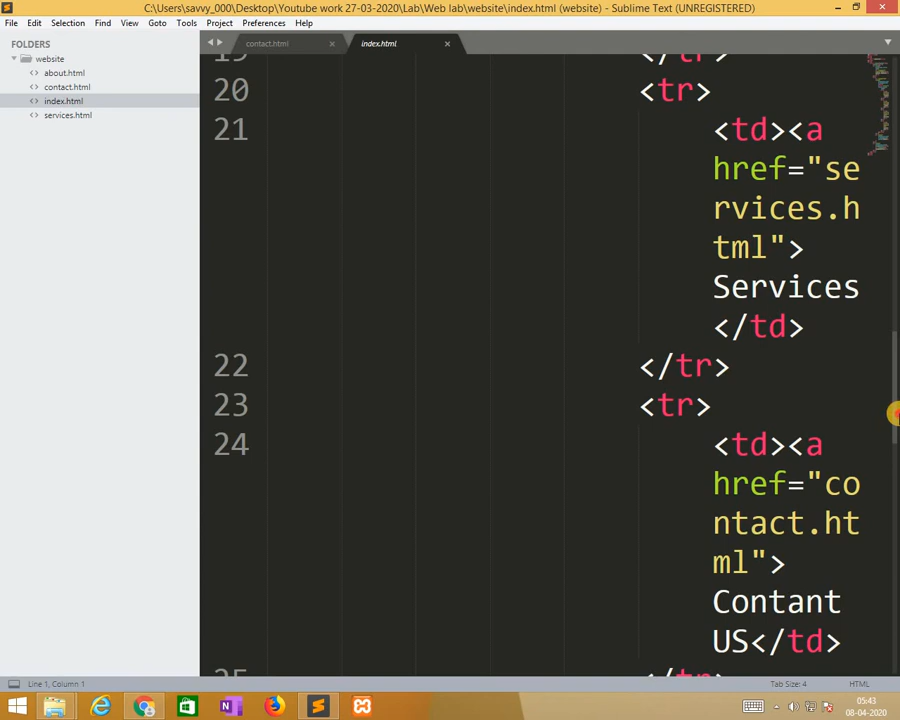 C:\Users\savvy_000\Desktop\Youtube work 27-03-2020\Lab\Web lab\website\index.html (website) - Sublime Text (UNREGISTERED)
File Edit Selection Find View Goto Tools Project Preferences Help
FOLDERS
website
about.html
contact.html
index.html
services.html
contact.html
index.html
19 </tr>
20 <tr>
21 <td><a
href="se
rvices.h
tml">
Services
</td>
22 </tr>
23 <tr>
24 <td><a
href="co
ntact.ht
ml">
Contant
US</td>
25 </tr>
Line 1, Column 1
Tab Size: 4
HTML
05:43
08-04-2020